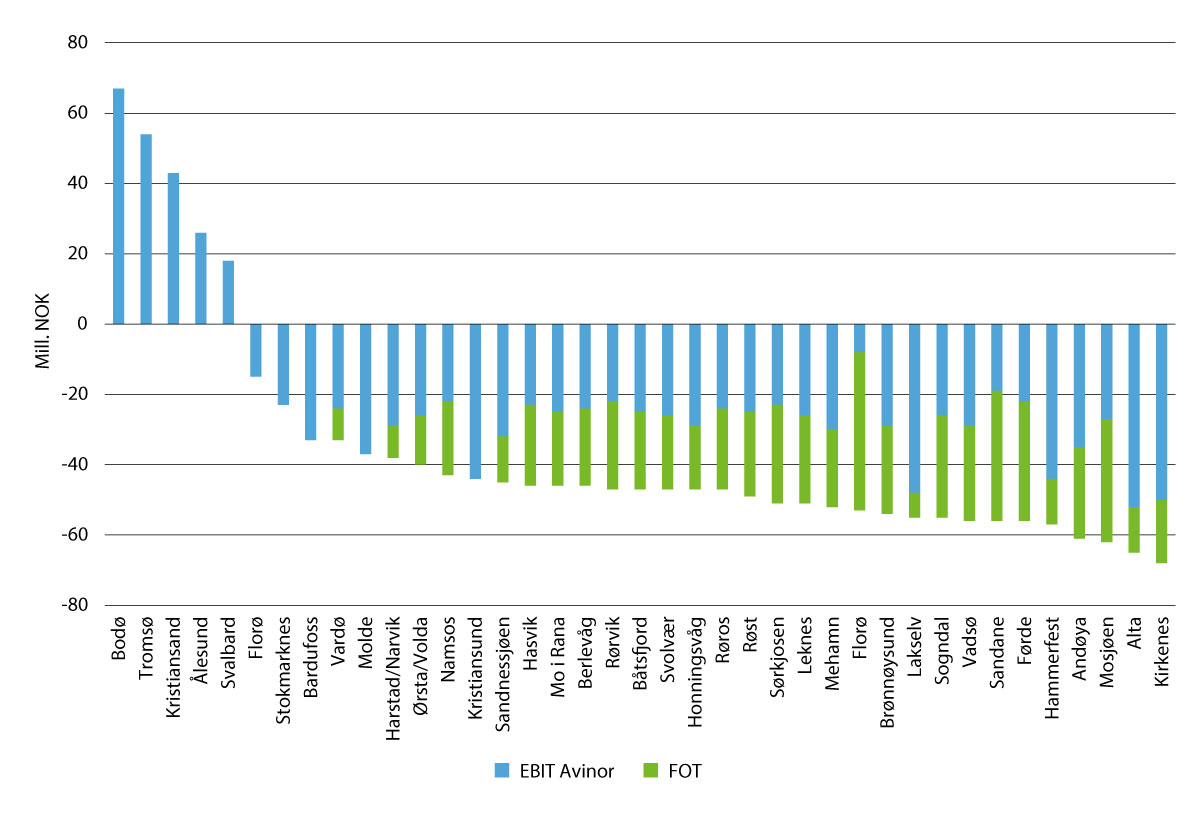 80
60
40
20
0
-20
-40
-60
-80
Mill. NOK
Bodø
Tromsø
Kristiansand
Ålesund
Svalbard
Florø
Stokmarknes
Bardufoss
Vardø
Molde
Harstad/Narvik
Ørsta/Volda
Namsos
Kristiansund
Sandnessjøen
Hasvik
Mo i Rana
Berlevåg
Rørvik
Båtsfjord
Svolvær
Honningsvåg
Røros
Røst
Sørkjosen
Leknes
Mehamn
Florø
Brønnøysund
Lakselv
Sogndal
Vadsø
Sandane
Førde
Hammerfest
Andøya
Mosjøen
Alta
Kirkenes
EBIT Avinor
FOT